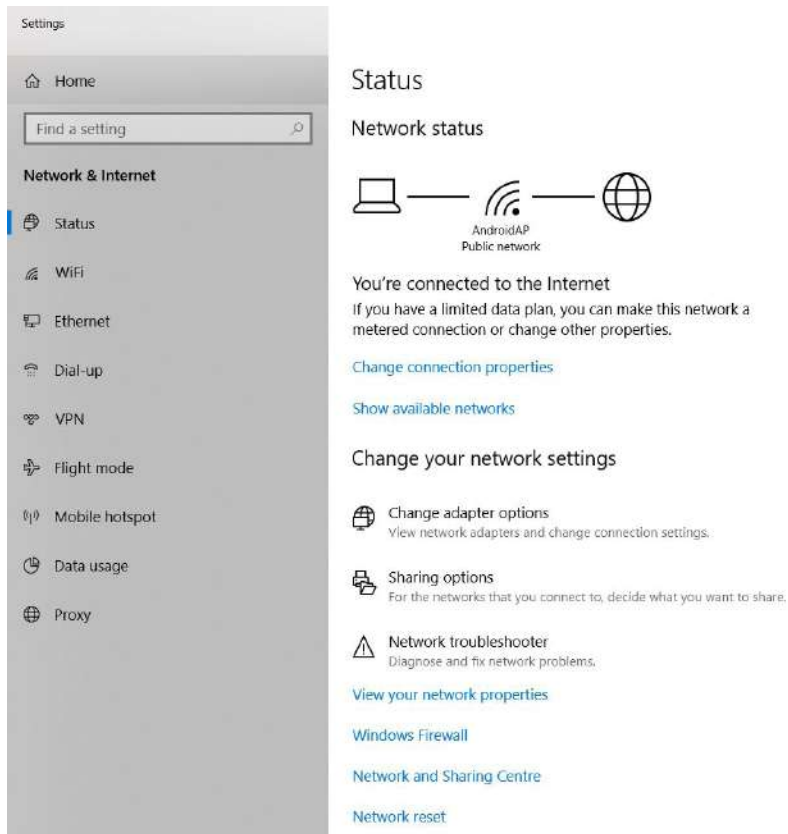 Settings
Home
Find a setting
Network & Internet
Status
WiFi
Ethernet
Dial-up
VPN
Flight mode
Mobile hotspot
Data usage
Proxy
Status
Network status
AndroidAP
Public network
You're connected to the Internet
If you have a limited data plan, you can make this network a
metered connection or change other properties.
Change connection properties
Show available networks
Change your network settings
Change adapter options
View network adapters and change connection settings.
Sharing options
For the networks that you connect to, decide what you want to share.
Network troubleshooter
Diagnose and fix network problems.
View your network properties
Windows Firewall
Network and Sharing Centre
Network reset